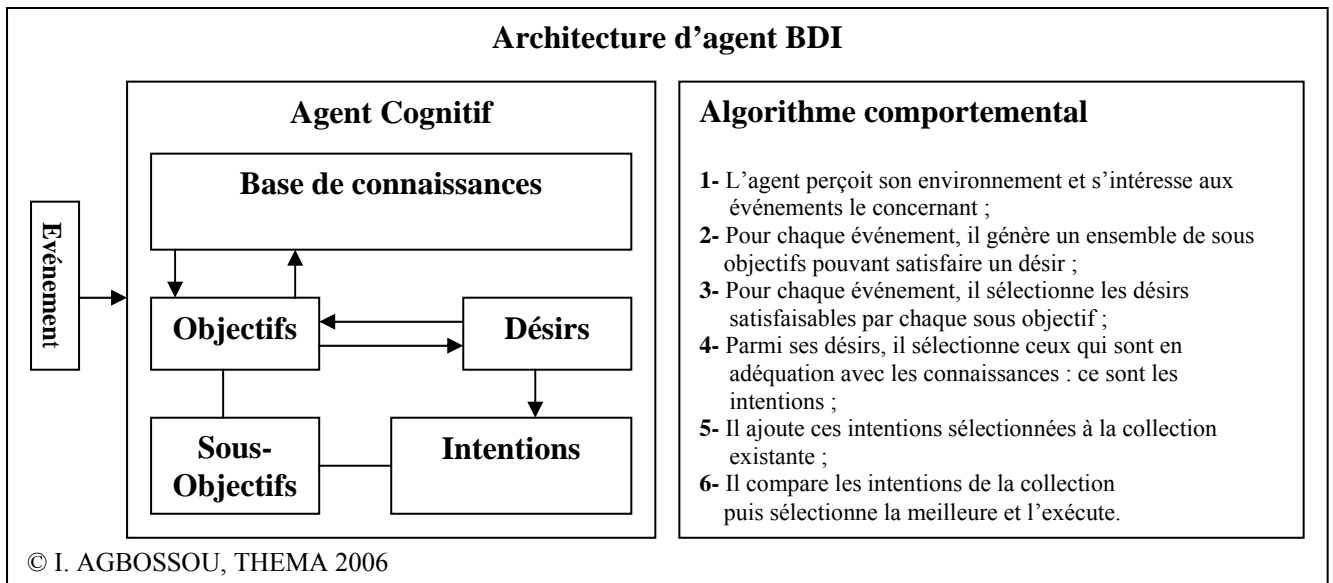 Architecture d’agent BDI
Evénement
Agent Cognitif
Base de connaissances
Objectifs
Désirs
Sous-
Objectifs
Intentions
Algorithme comportemental
1- L’agent perçoit son environnement et s’intéresse aux
événements le concernant ;
2- Pour chaque événement, il génère un ensemble de sous
objectifs pouvant satisfaire un désir ;
3- Pour chaque événement, il sélectionne les désirs
satisfaisables par chaque sous objectif ;
4- Parmi ses désirs, il sélectionne ceux qui sont en
adéquation avec les connaissances : ce sont les
intentions ;
5- Il ajoute ces intentions sélectionnées à la collection
existante ;
6- Il compare les intentions de la collection
puis sélectionne la meilleure et l’exécute.
© I. AGBOSSOU, THEMA 2006